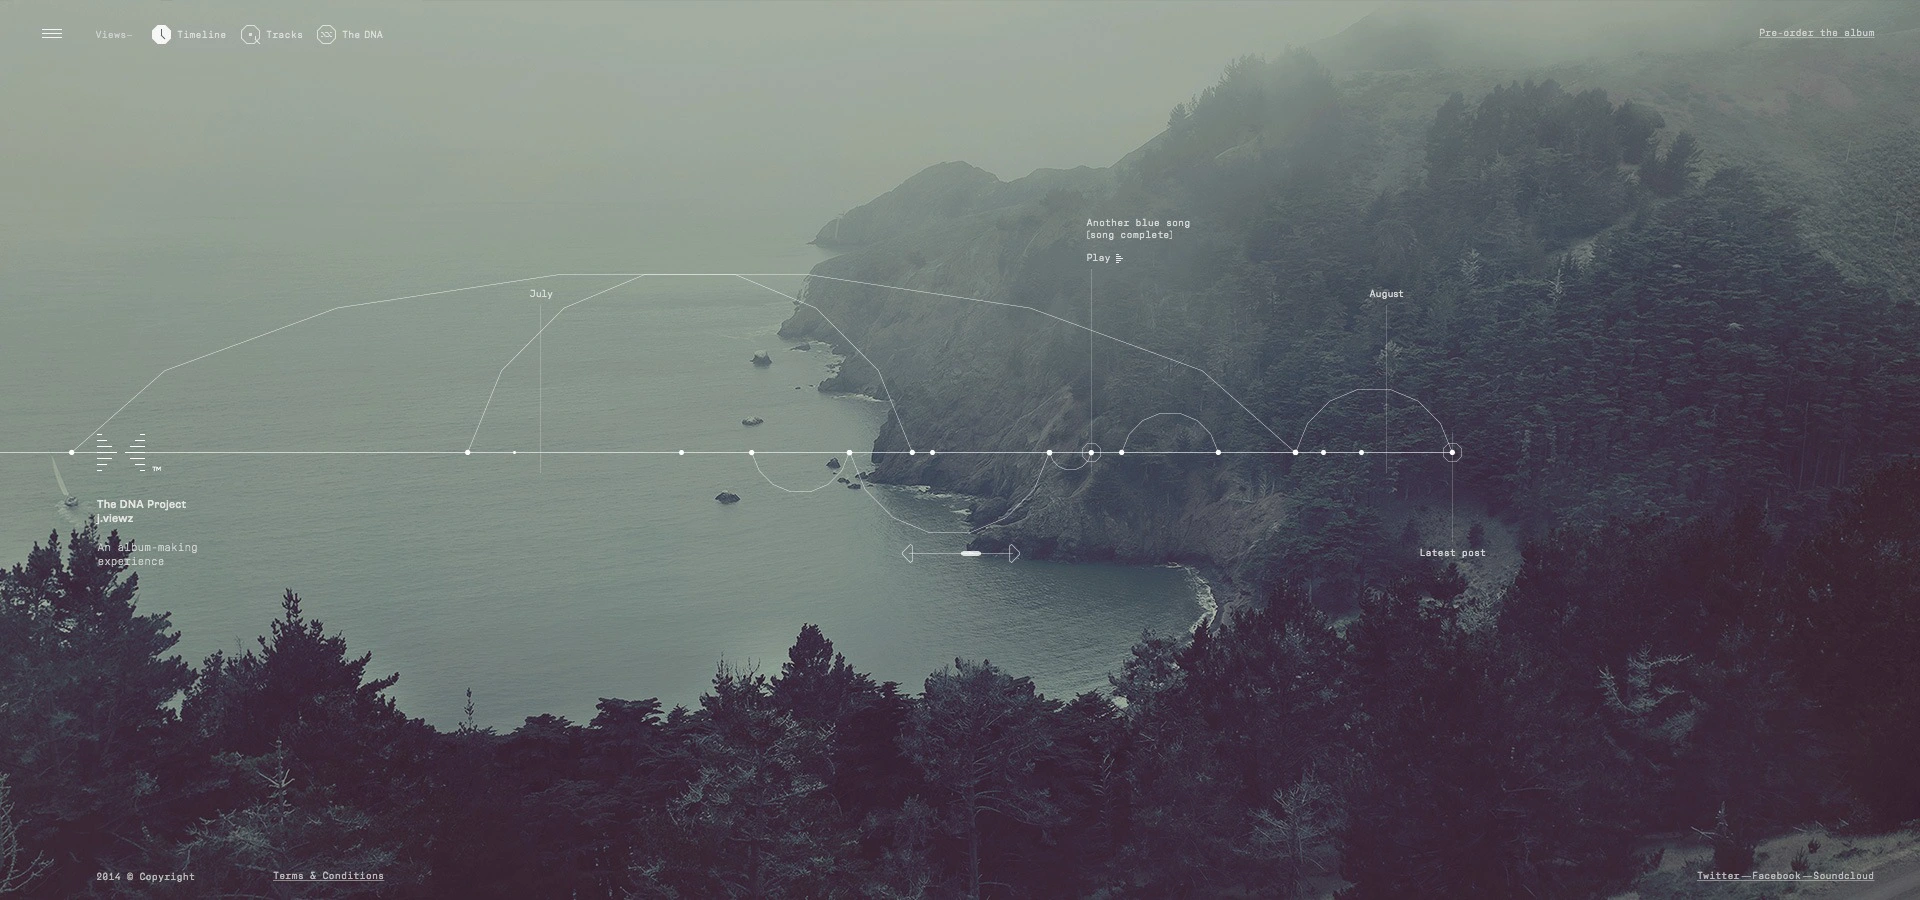 Views—
Timeline
Tracks
The DNA
Pre-order the album
Another blue song
[song complete]
Play
July
August
™
The DNA Project
j.viewz
An album-making
experience
Latest post
2014 © Copyright
Terms & Conditions
Twitter—Facebook—Soundcloud